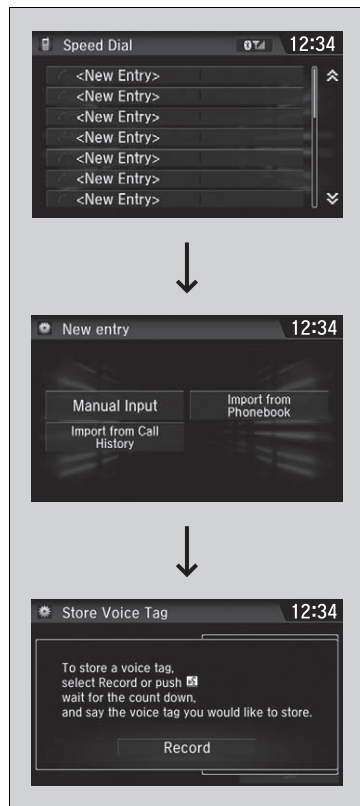 Speed Dial 12:34
<New Entry>
<New Entry>
<New Entry>
<New Entry>
<New Entry>
<New Entry>
<New Entry>
New entry 12:34
Manual Input
Import from
Phonebook
Import from Call
History
Store Voice Tag 12:34
To store a voice tag,
select Record or push
wait for the count down,
and say the voice tag you would like to store.
Record